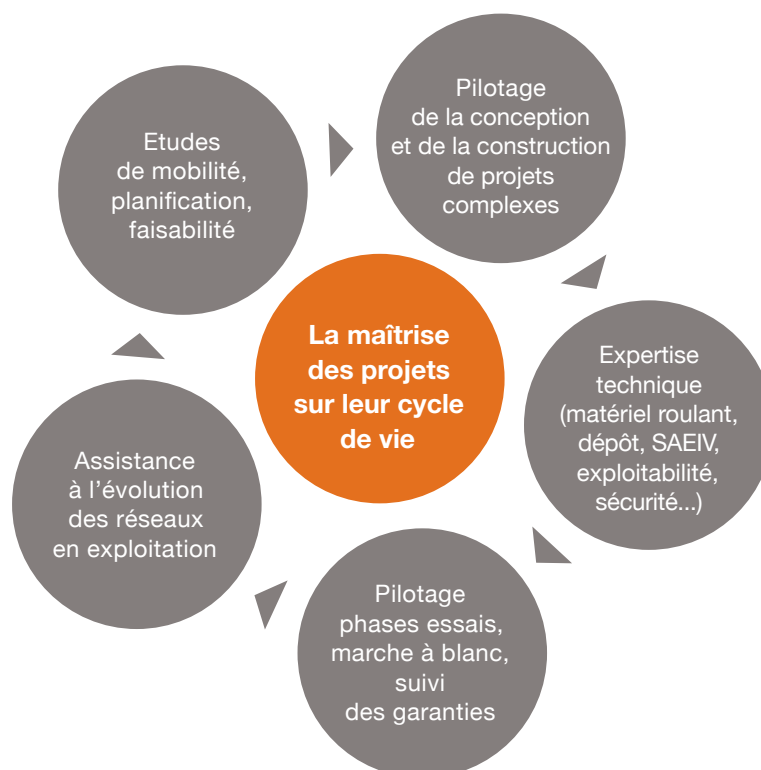 Etudes
de mobilité,
planification,
faisabilité
Pilotage
de la conception
et de la construction
de projets
complexes
La maîtrise
des projets
sur leur cycle
de vie
Expertise
technique
(matériel roulant,
dépôt, SAEIV,
exploitabilité,
sécurité...)
Pilotage
phases essais,
marche à blanc,
suivi
des garanties
Assistance
à l’évolution
des réseaux
en exploitation